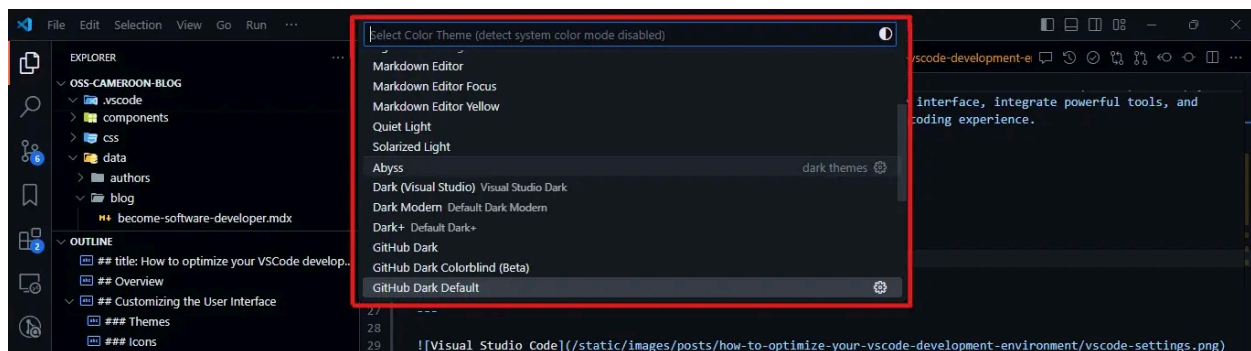 File Edit Selection View Go Run ···
Select Color Theme (detect system color mode disabled)
EXPLORER ···
OSS-CAMEROON-BLOG
.vscode
components
css
data
authors
blog
M+ become-software-developer.mdx
OUTLINE
## title: How to optimize your VSCode develop...
## Overview
## Customizing the User Interface
### Themes
### Icons
6
2
Markdown Editor
Markdown Editor Focus
Markdown Editor Yellow
Quiet Light
Solarized Light
Abyss dark themes
Dark (Visual Studio) Visual Studio Dark
Dark Modern Default Dark Modern
Dark+ Default Dark+
GitHub Dark
GitHub Dark Colorblind (Beta)
GitHub Dark Default
vscode-development-e
interface, integrate powerful tools, and
coding experience.
27 ---
28
29 ![Visual Studio Code](/static/images/posts/how-to-optimize-your-vscode-development-environment/vscode-settings.png)